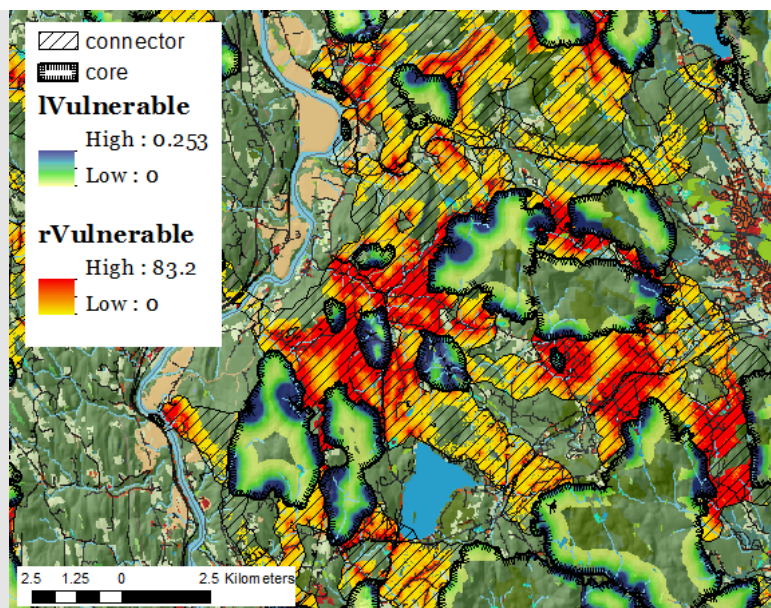 connector
core
lVulnerable
High : 0.253
Low : 0
rVulnerable
High : 83.2
Low : 0
2.5 1.25 0 2.5 Kilometers